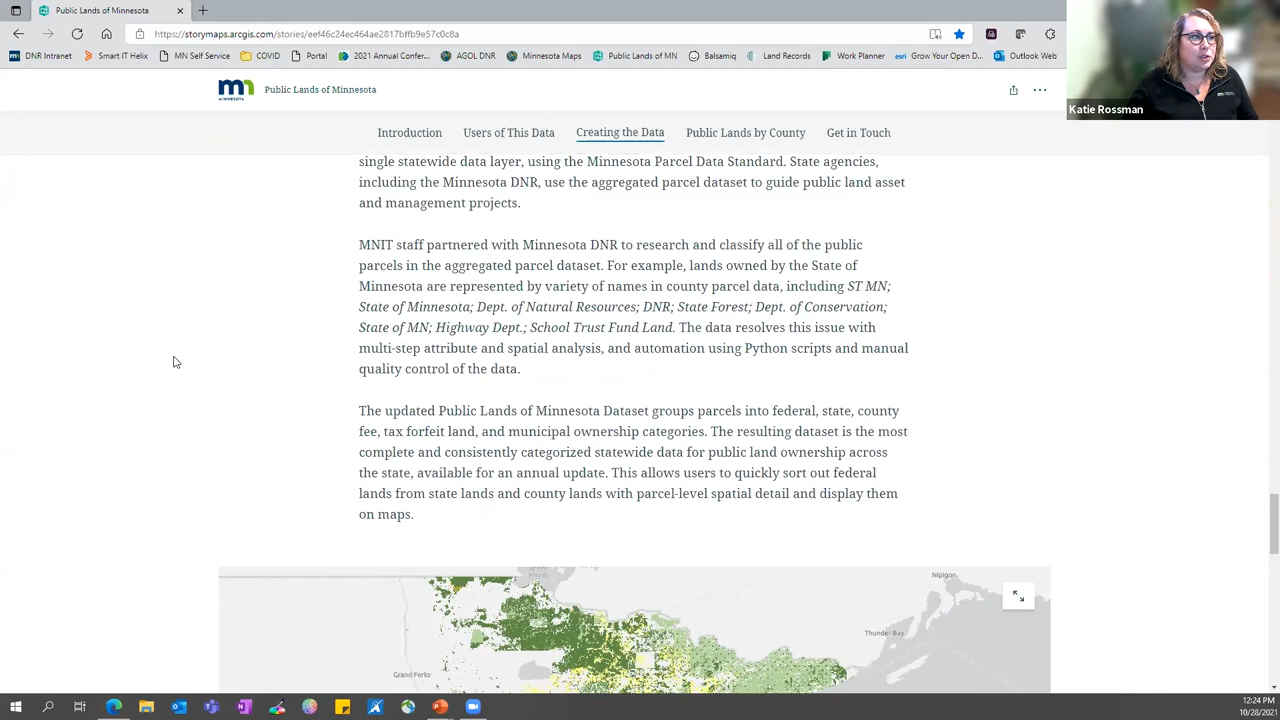 Public Lands of Minnesota
https://storymaps.arcgis.com/stories/eef46c24ec464ae2817bffb9e57c0c8a
DNR Intranet
Smart IT Helix
MN Self Service
COVID
Portal
2021 Annual Confer...
AGOL DNR
Minnesota Maps
Public Lands of MN
Balsamiq
Land Records
Work Planner
esri Grow Your Open D...
Outlook Web
Katie Rossman
MINNESOTA
Public Lands of Minnesota
Introduction
Users of This Data
Creating the Data
Public Lands by County
Get in Touch
single statewide data layer, using the Minnesota Parcel Data Standard. State agencies,
including the Minnesota DNR, use the aggregated parcel dataset to guide public land asset
and management projects.
MNIT staff partnered with Minnesota DNR to research and classify all of the public
parcels in the aggregated parcel dataset. For example, lands owned by the State of
Minnesota are represented by variety of names in county parcel data, including ST MN;
State of Minnesota; Dept. of Natural Resources; DNR; State Forest; Dept. of Conservation;
State of MN; Highway Dept.; School Trust Fund Land. The data resolves this issue with
multi-step attribute and spatial analysis, and automation using Python scripts and manual
quality control of the data.
The updated Public Lands of Minnesota Dataset groups parcels into federal, state, county
fee, tax forfeit land, and municipal ownership categories. The resulting dataset is the most
complete and consistently categorized statewide data for public land ownership across
the state, available for an annual update. This allows users to quickly sort out federal
lands from state lands and county lands with parcel-level spatial detail and display them
on maps.
Nipigon
Thunder Bay
Grand Forks
12:24 PM
10/28/2021